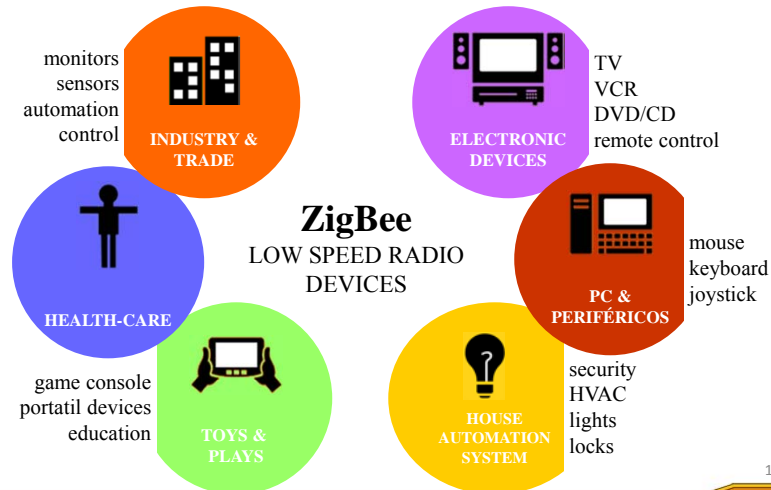 monitors
sensors
automation
control
INDUSTRY &
TRADE
ELECTRONIC
DEVICES
TV
VCR
DVD/CD
remote control
ZigBee
LOW SPEED RADIO
DEVICES
HEALTH-CARE
PC &
PERIFÉRICOS
mouse
keyboard
joystick
game console
portatil devices
education
TOYS &
PLAYS
HOUSE
AUTOMATION
SYSTEM
security
HVAC
lights
locks
1